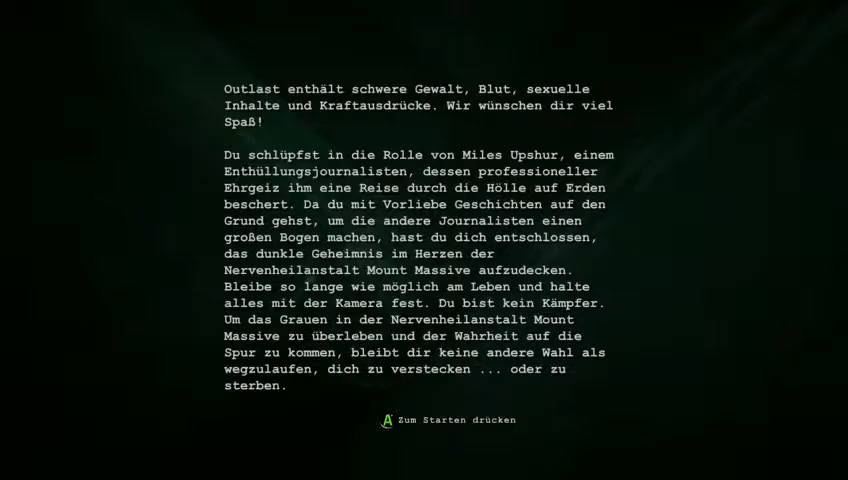 Outlast enthält schwere Gewalt, Blut, sexuelle
Inhalte und Kraftausdrücke. Wir wünschen dir viel
Spaß!
Du schlüpfst in die Rolle von Miles Upshur, einem
Enthüllungsjournalisten, dessen professioneller
Ehrgeiz ihm eine Reise durch die Hölle auf Erden
beschert. Da du mit Vorliebe Geschichten auf den
Grund gehst, um die andere Journalisten einen
großen Bogen machen, hast du dich entschlossen,
das dunkle Geheimnis im Herzen der
Nervenheilanstalt Mount Massive aufzudecken.
Bleibe so lange wie möglich am Leben und halte
alles mit der Kamera fest. Du bist kein Kämpfer.
Um das Grauen in der Nervenheilanstalt Mount
Massive zu überleben und der Wahrheit auf die
Spur zu kommen, bleibt dir keine andere Wahl als
wegzulaufen, dich zu verstecken ... oder zu
sterben.
A Zum Starten drücken